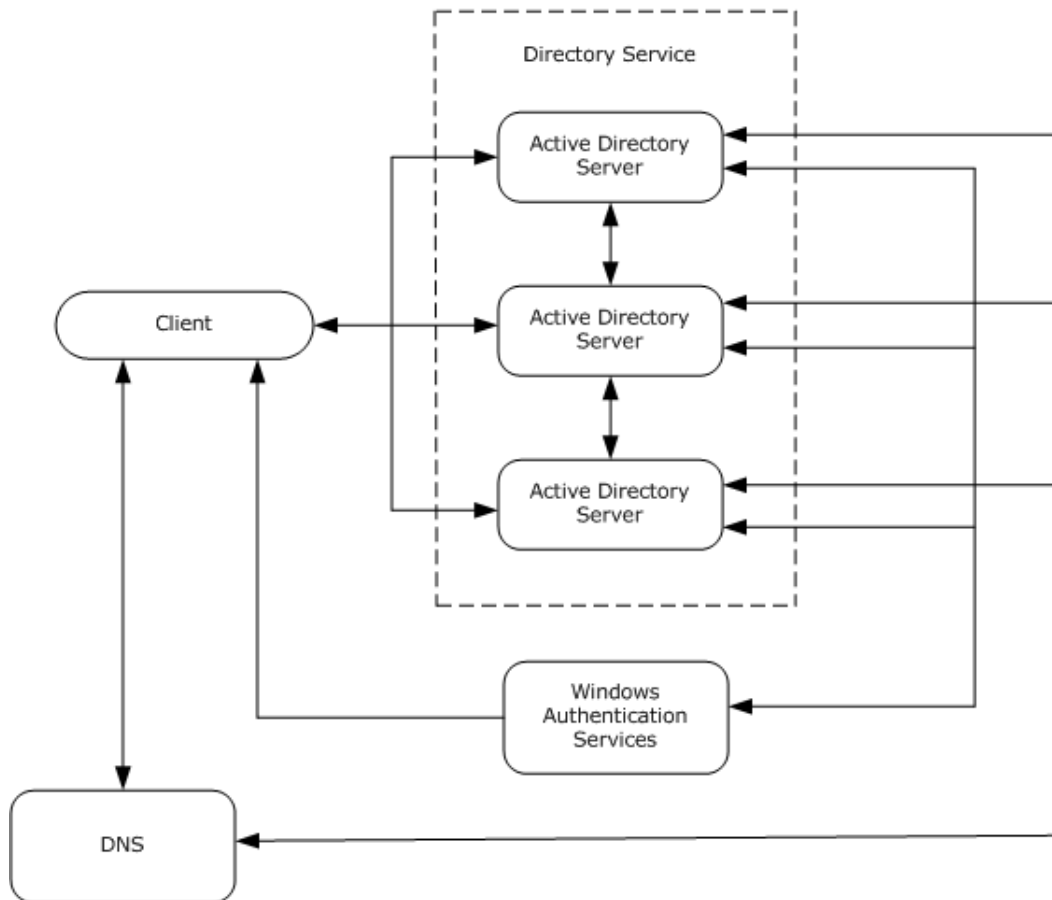 Directory Service
Active Directory
Server
Client
Active Directory
Server
Active Directory
Server
Windows
Authentication
Services
DNS